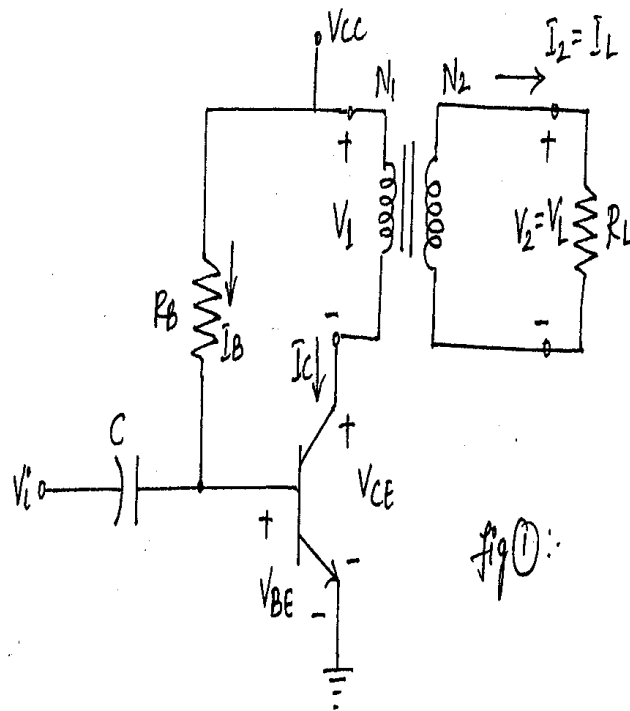 VCC
I2=IL
N1 N2
+ +
V1 V2=VL RL
RB IB
- -
IC
C +
Vi VCE
+
VBE -
-
fig ① :-